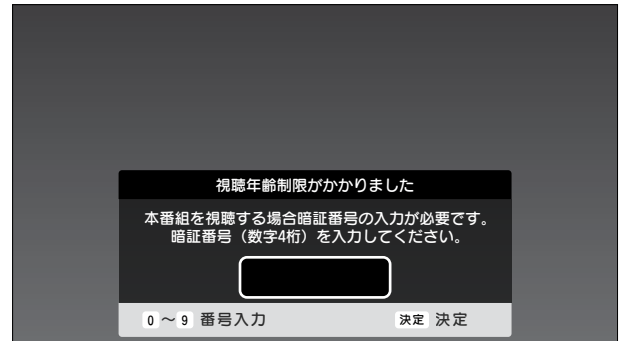 視聴年齢制限がかかりました
本番組を視聴する場合暗証番号の入力が必要です。
暗証番号（数字4桁）を入力してください。
0～9 番号入力 決定 決定